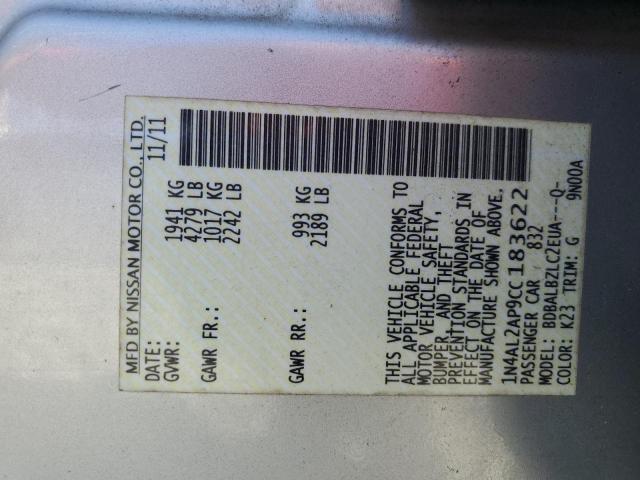 MFD BY NISSAN MOTOR CO., LTD.
DATE: 11/11
GVWR: 1941 KG
4279 LB
GAWR FR.: 1017 KG
2242 LB
GAWR RR.: 993 KG
2189 LB
THIS VEHICLE CONFORMS TO
ALL APPLICABLE FEDERAL
MOTOR VEHICLE SAFETY,
BUMPER, AND THEFT
PREVENTION STANDARDS IN
EFFECT ON THE DATE OF
MANUFACTURE SHOWN ABOVE.
1N4AL2AP9CC183622
PASSENGER CAR 832
MODEL: BDBALBZLC2EUA---Q-
COLOR: K23 TRIM: G 9N00A